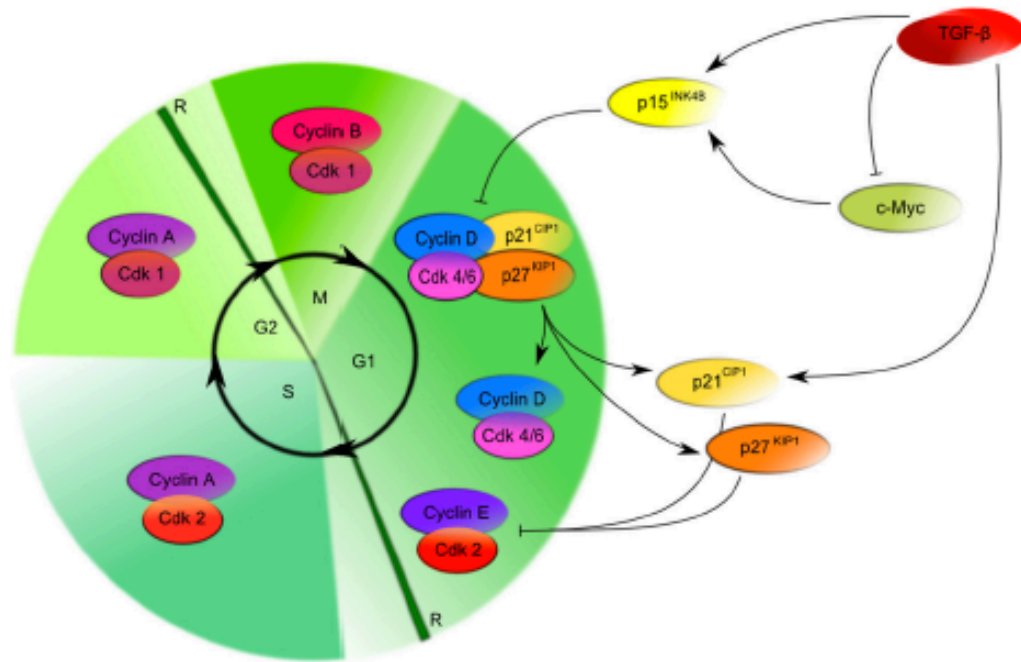 TGF-β
p15INK4B
c-Myc
R
Cyclin B
Cdk 1
Cyclin A
Cdk 1
Cyclin D
p21CIP1
Cdk 4/6
p27KIP1
M
G2
G1
S
Cyclin D
Cdk 4/6
p21CIP1
p27KIP1
Cyclin A
Cdk 2
Cyclin E
Cdk 2
R